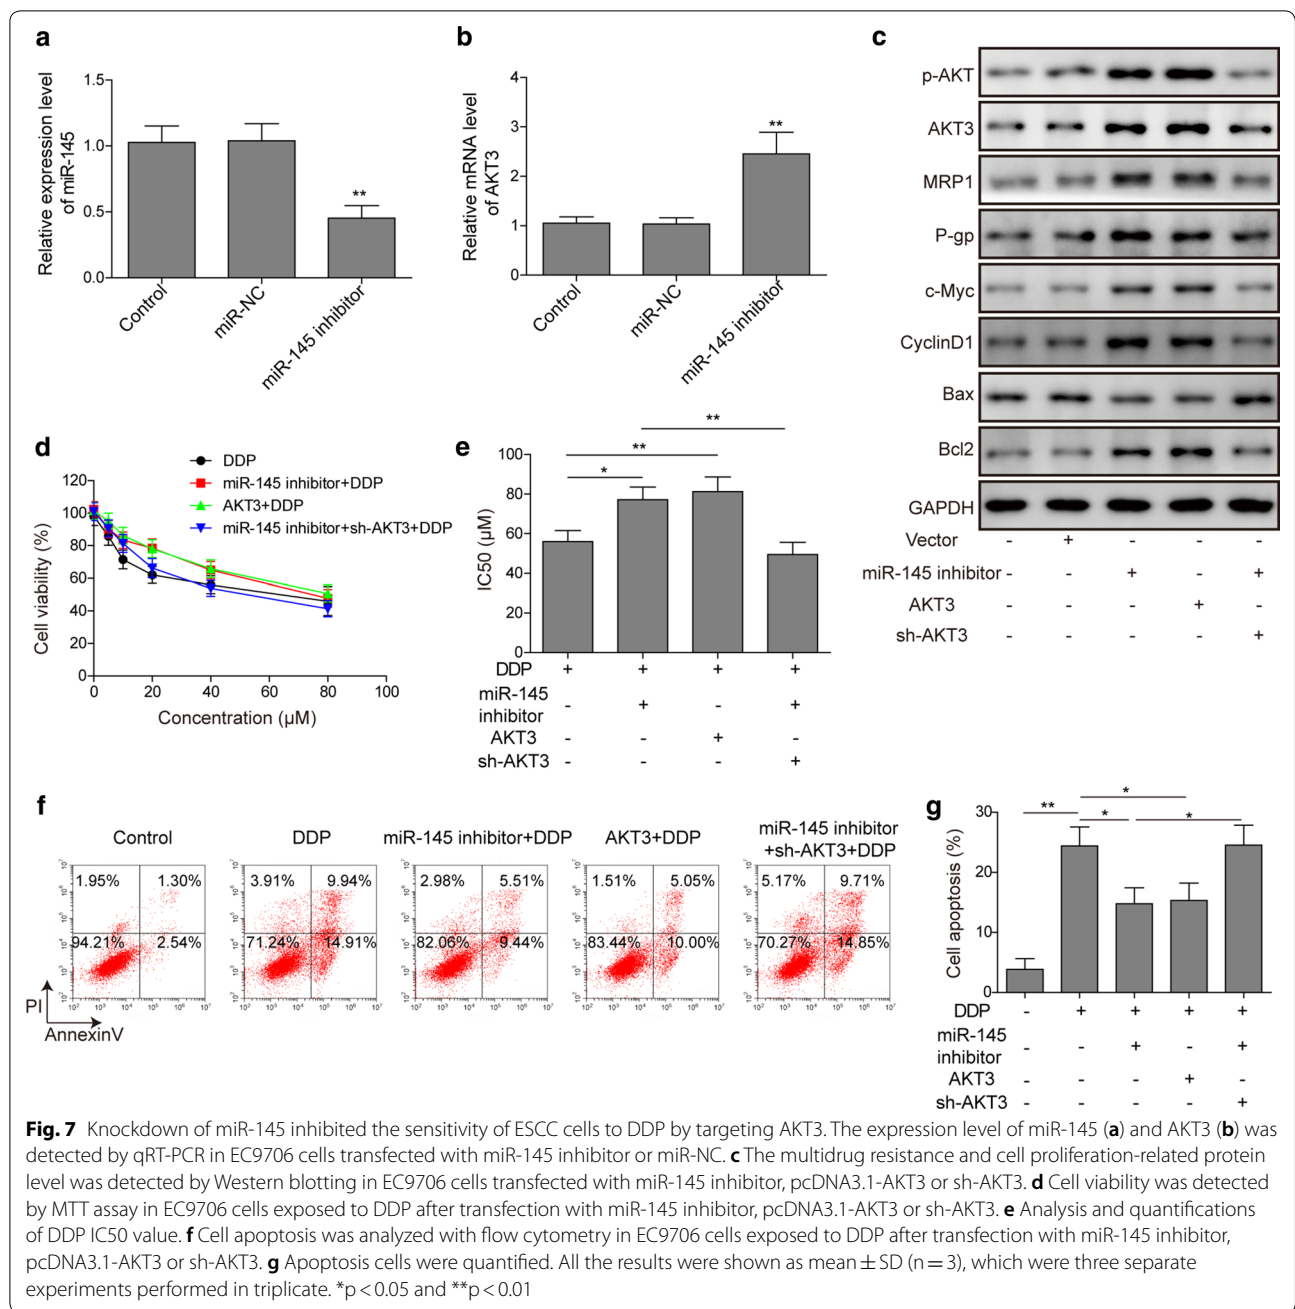 a
Relative expression level
of miR-145
1.5
1.0
0.5
0.0
**
Control
miR-NC
miR-145 inhibitor
b
Relative mRNA level
of AKT3
4
3
2
1
0
**
Control
miR-NC
miR-145 inhibitor
c
p-AKT
AKT3
MRP1
P-gp
c-Myc
CyclinD1
Bax
Bcl2
GAPDH
Vector - + - - -
miR-145 inhibitor - - + - +
AKT3 - - - + -
sh-AKT3 - - - - +
d
DDP
miR-145 inhibitor+DDP
AKT3+DDP
miR-145 inhibitor+sh-AKT3+DDP
Cell viability (%)
120
100
80
60
40
20
0
0 20 40 60 80 100
Concentration (µM)
e
**
**
*
IC50 (µM)
100
80
60
40
20
0
DDP + + + +
miR-145
inhibitor - + - +
AKT3 - - + -
sh-AKT3 - - - +
f
Control
1.95% 1.30%
94.21% 2.54%
DDP
3.91% 9.94%
71.24% 14.91%
miR-145 inhibitor+DDP
2.98% 5.51%
82.06% 9.44%
AKT3+DDP
1.51% 5.05%
83.44% 10.00%
miR-145 inhibitor
+sh-AKT3+DDP
5.17% 9.71%
70.27% 14.85%
PI
AnnexinV
g
*
** * *
Cell apoptosis (%)
30
20
10
0
DDP - + + + +
miR-145
inhibitor - - + - +
AKT3 - - - + -
sh-AKT3 - - - - +
Fig. 7 Knockdown of miR-145 inhibited the sensitivity of ESCC cells to DDP by targeting AKT3. The expression level of miR-145 (a) and AKT3 (b) was
detected by qRT-PCR in EC9706 cells transfected with miR-145 inhibitor or miR-NC. c The multidrug resistance and cell proliferation-related protein
level was detected by Western blotting in EC9706 cells transfected with miR-145 inhibitor, pcDNA3.1-AKT3 or sh-AKT3. d Cell viability was detected
by MTT assay in EC9706 cells exposed to DDP after transfection with miR-145 inhibitor, pcDNA3.1-AKT3 or sh-AKT3. e Analysis and quantifications
of DDP IC50 value. f Cell apoptosis was analyzed with flow cytometry in EC9706 cells exposed to DDP after transfection with miR-145 inhibitor,
pcDNA3.1-AKT3 or sh-AKT3. g Apoptosis cells were quantified. All the results were shown as mean ± SD (n = 3), which were three separate
experiments performed in triplicate. *p < 0.05 and **p < 0.01